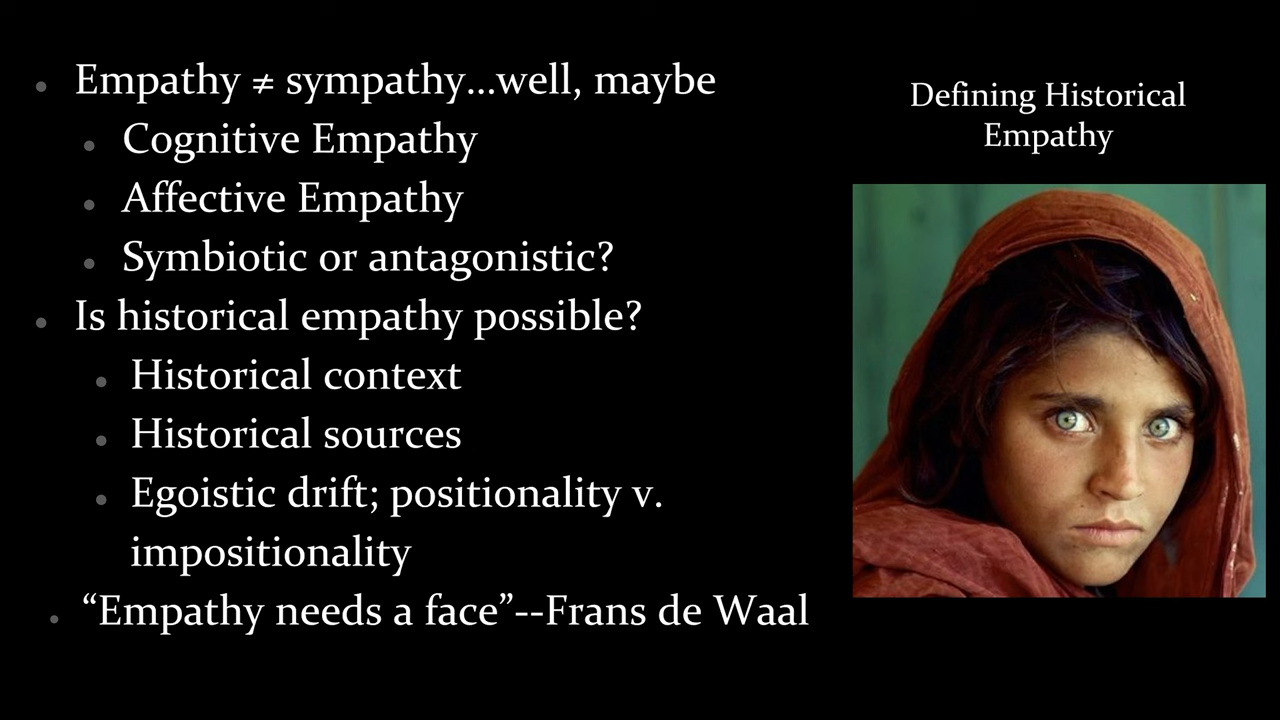 Empathy ≠ sympathy...well, maybe
Cognitive Empathy
Affective Empathy
Symbiotic or antagonistic?
Is historical empathy possible?
Historical context
Historical sources
Egoistic drift; positionality v.
impositionality
“Empathy needs a face”--Frans de Waal
Defining Historical
Empathy